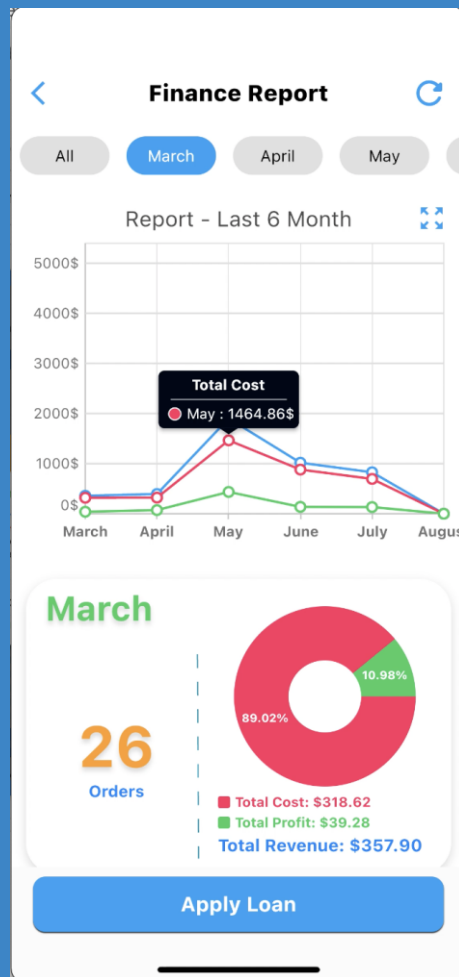 Finance Report
All March April May
Report - Last 6 Month
5000$
4000$
3000$
Total Cost
May : 1464.86$
2000$
1000$
0$
March April May June July Augus
March
10.98%
89.02%
26
Orders
Total Cost: $318.62
Total Profit: $39.28
Total Revenue: $357.90
Apply Loan